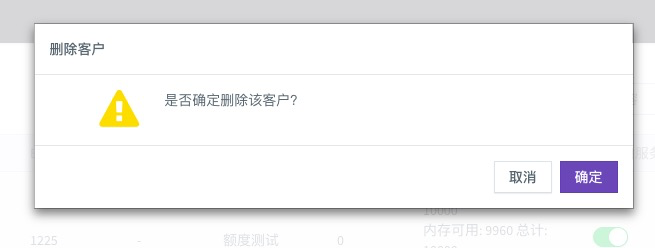 删除客户
是否确定删除该客户?
取消
确定
10000
内存可用: 9960 总计:
1225 - 额度测试 0